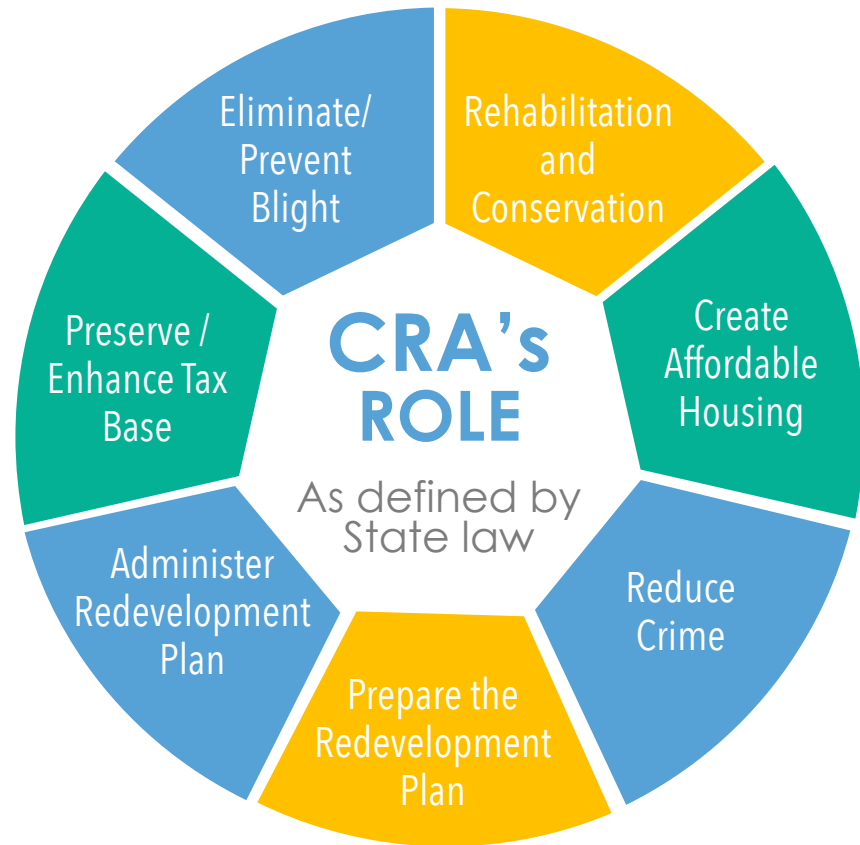 CRA's
ROLE
As defined by
State law
Rehabilitation
and
Conservation
Create
Affordable
Housing
Reduce
Crime
Prepare the
Redevelopment
Plan
Administer
Redevelopment
Plan
Preserve /
Enhance Tax
Base
Eliminate/
Prevent
Blight